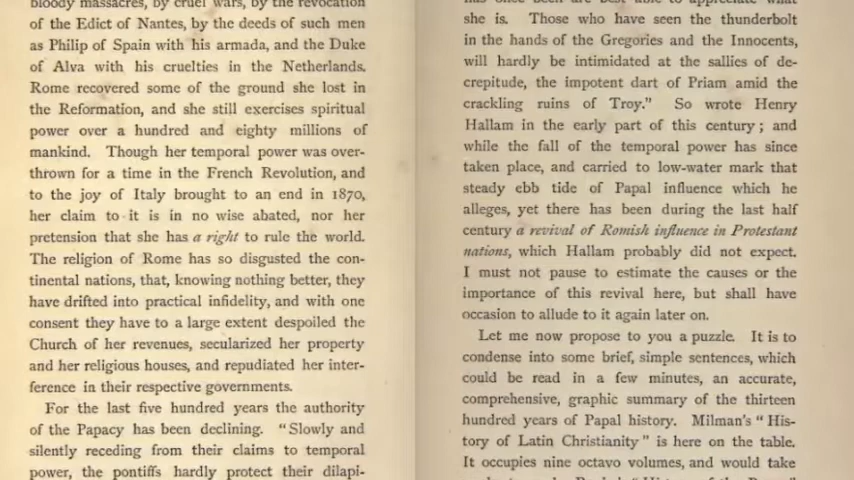 bloody massacres, by cruel wars, by the revocation
of the Edict of Nantes, by the deeds of such men
as Philip of Spain with his armada, and the Duke
of Alva with his cruelties in the Netherlands.
Rome recovered some of the ground she lost in
the Reformation, and she still exercises spiritual
power over a hundred and eighty millions of
mankind. Though her temporal power was over-
thrown for a time in the French Revolution, and
to the joy of Italy brought to an end in 1870,
her claim to it is in no wise abated, nor her
pretension that she has a right to rule the world.
The religion of Rome has so disgusted the con-
tinental nations, that, knowing nothing better, they
have drifted into practical infidelity, and with one
consent they have to a large extent despoiled the
Church of her revenues, secularized her property
and her religious houses, and repudiated her inter-
ference in their respective governments.
For the last five hundred years the authority
of the Papacy has been declining. "Slowly and
silently receding from their claims to temporal
power, the pontiffs hardly protect their dilapi-
she is. Those who have seen the thunderbolt
in the hands of the Gregories and the Innocents,
will hardly be intimidated at the sallies of de-
crepitude, the impotent dart of Priam amid the
crackling ruins of Troy." So wrote Henry
Hallam in the early part of this century; and
while the fall of the temporal power has since
taken place, and carried to low-water mark that
steady ebb tide of Papal influence which he
alleges, yet there has been during the last half
century a revival of Romish influence in Protestant
nations, which Hallam probably did not expect.
I must not pause to estimate the causes or the
importance of this revival here, but shall have
occasion to allude to it again later on.
Let me now propose to you a puzzle. It is to
condense into some brief, simple sentences, which
could be read in a few minutes, an accurate,
comprehensive, graphic summary of the thirteen
hundred years of Papal history. Milman's "His-
tory of Latin Christianity" is here on the table.
It occupies nine octavo volumes, and would take